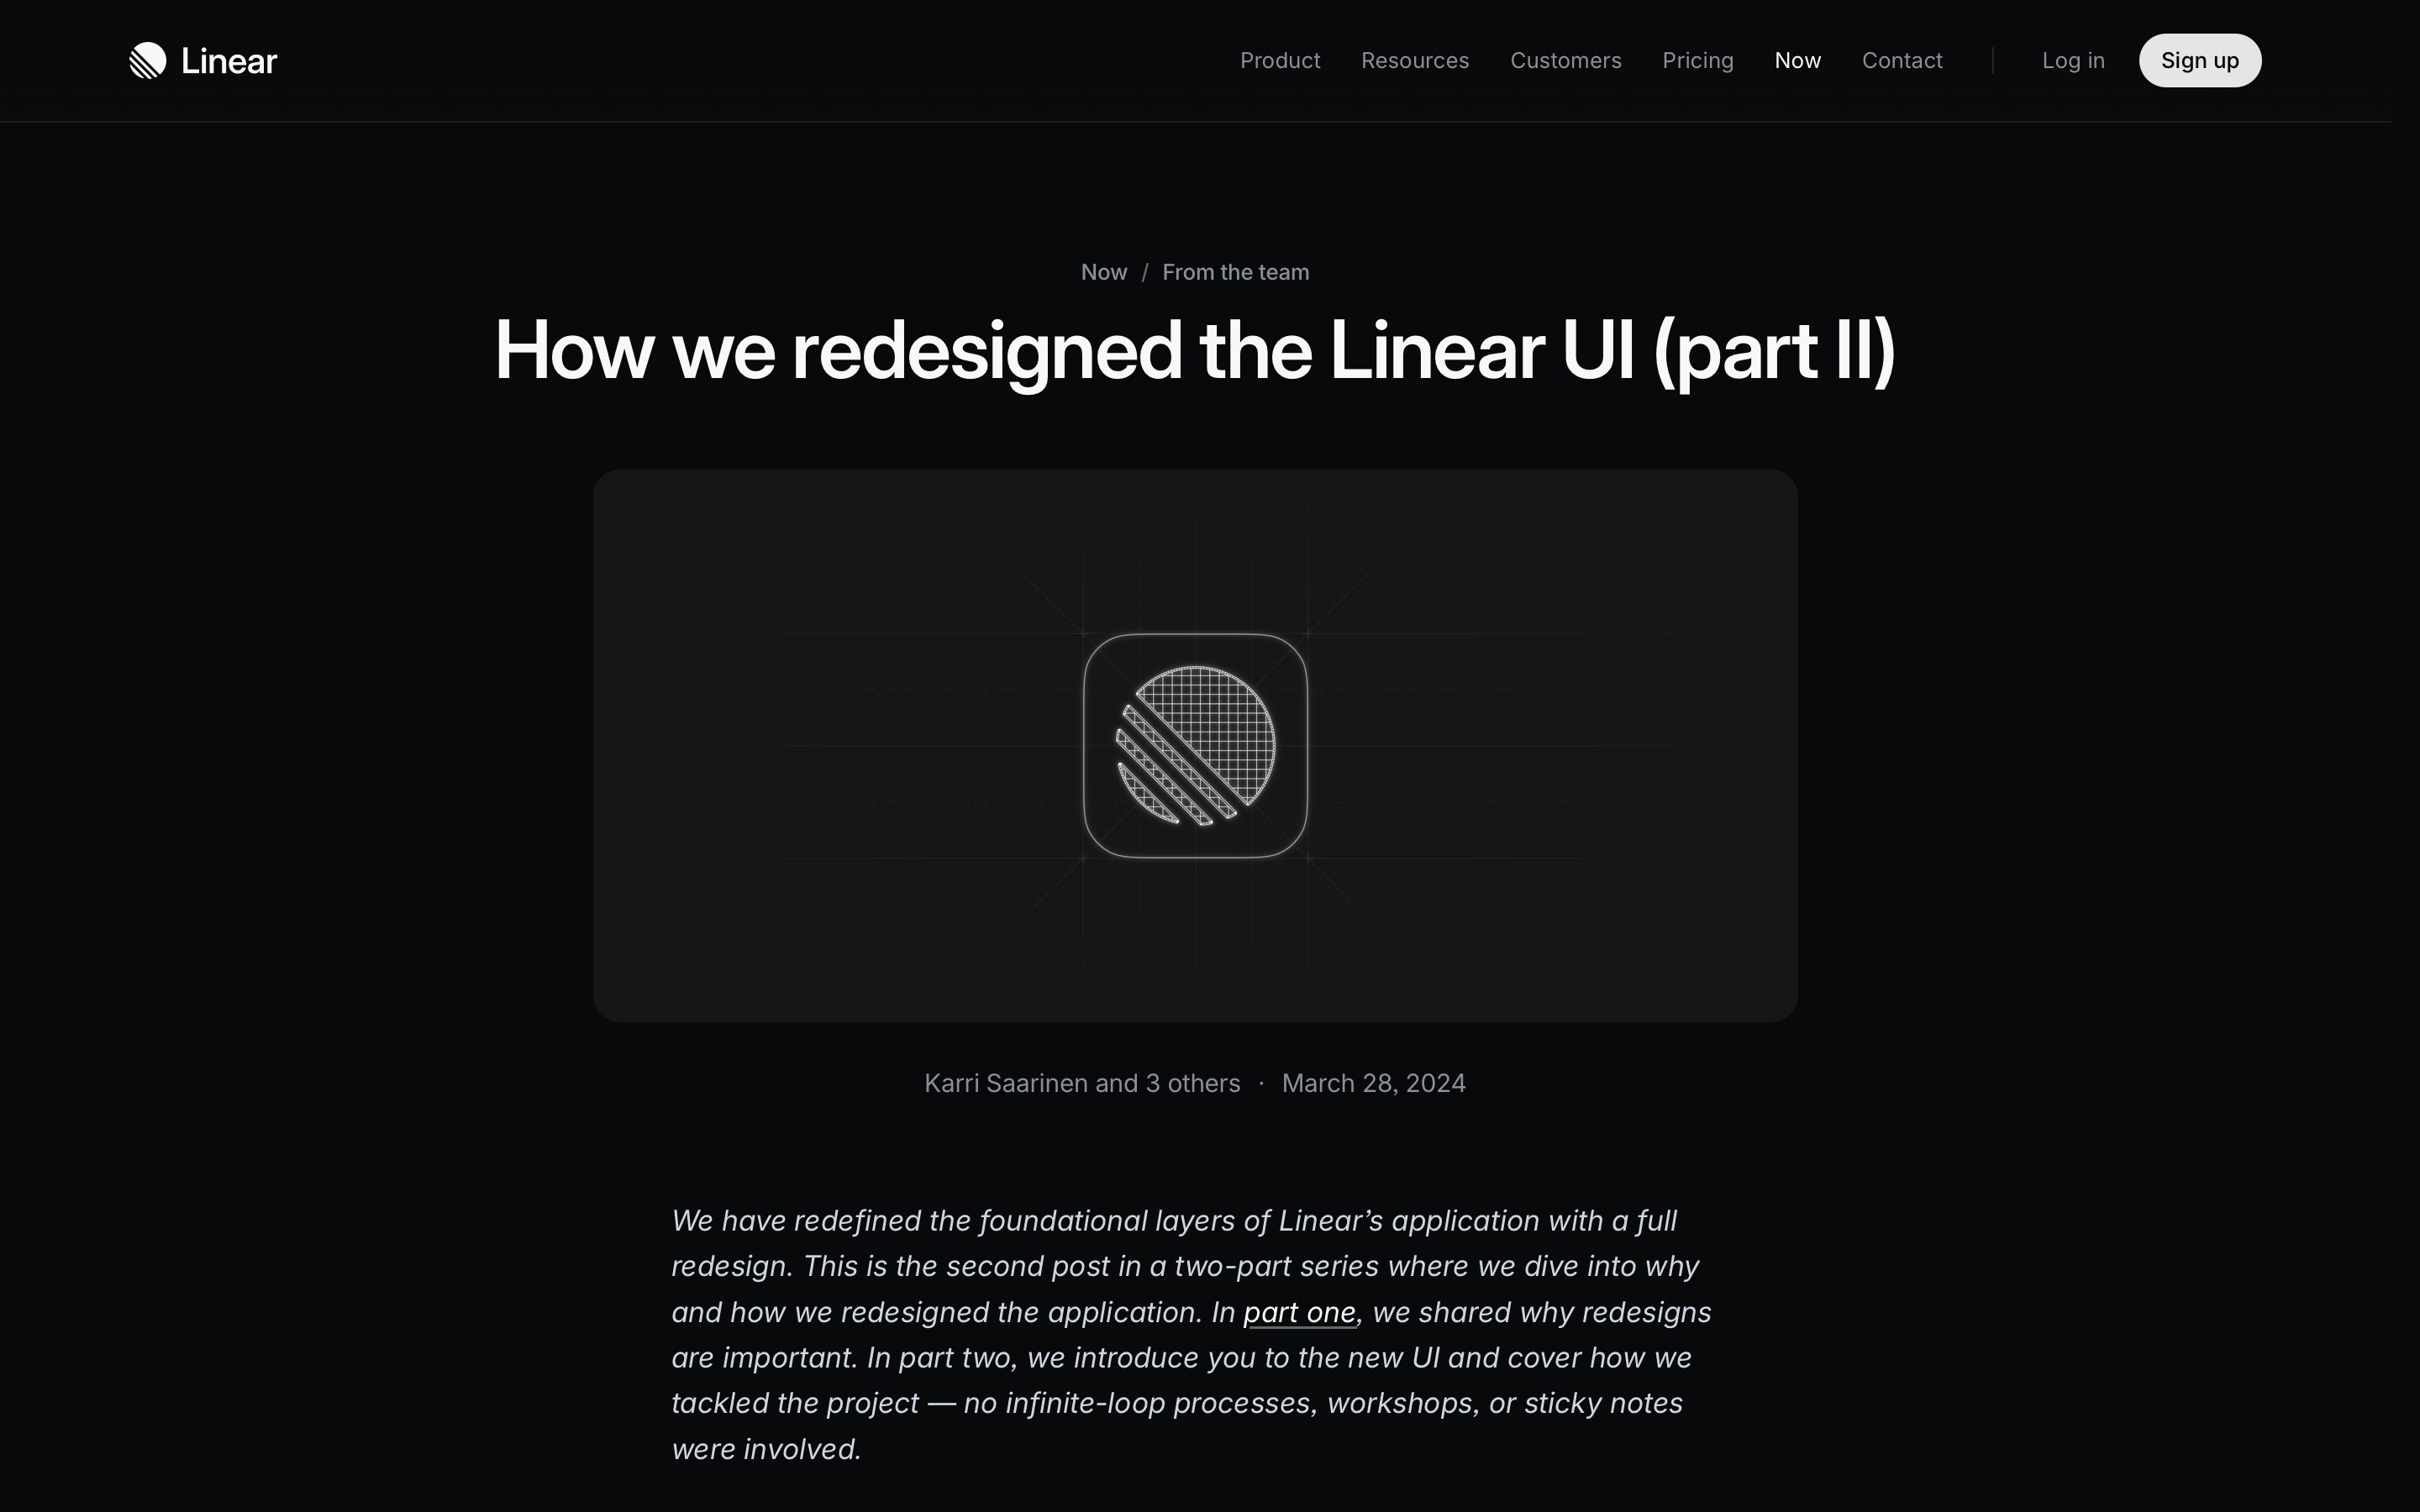 Linear
Product Resources Customers Pricing Now Contact Log in Sign up
Now / From the team
How we redesigned the Linear UI (part II)
Karri Saarinen and 3 others · March 28, 2024
We have redefined the foundational layers of Linear’s application with a full
redesign. This is the second post in a two-part series where we dive into why
and how we redesigned the application. In part one, we shared why redesigns
are important. In part two, we introduce you to the new UI and cover how we
tackled the project — no infinite-loop processes, workshops, or sticky notes
were involved.